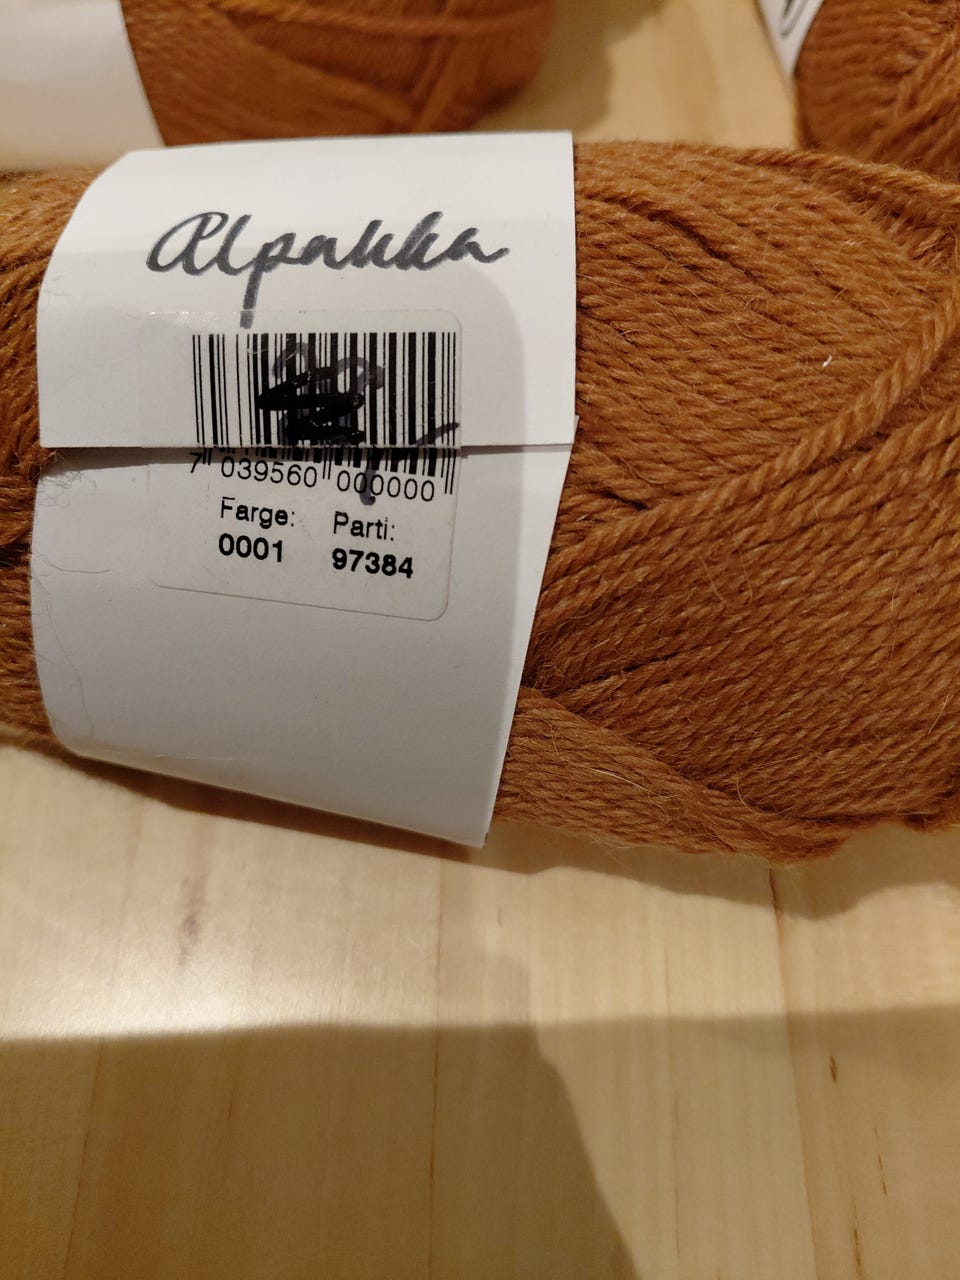 Alpakka
7 039560 000000
Farge: Parti:
0001 97384